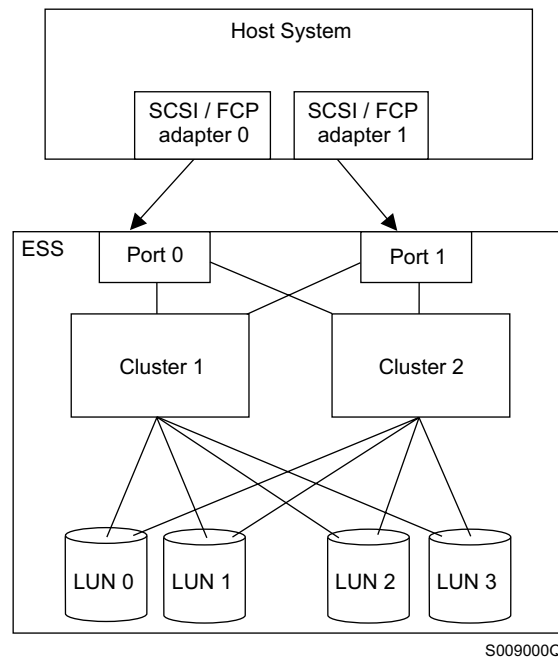 Host System
SCSI / FCP
adapter 0
SCSI / FCP
adapter 1
ESS
Port 0
Port 1
Cluster 1
Cluster 2
LUN 0
LUN 1
LUN 2
LUN 3
S009000Q